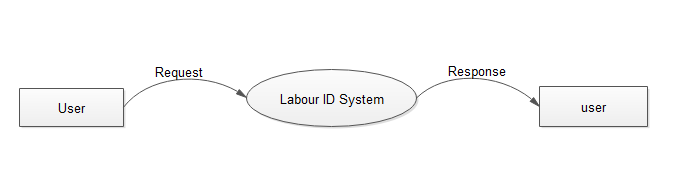 Request
Response
User
Labour ID System
user